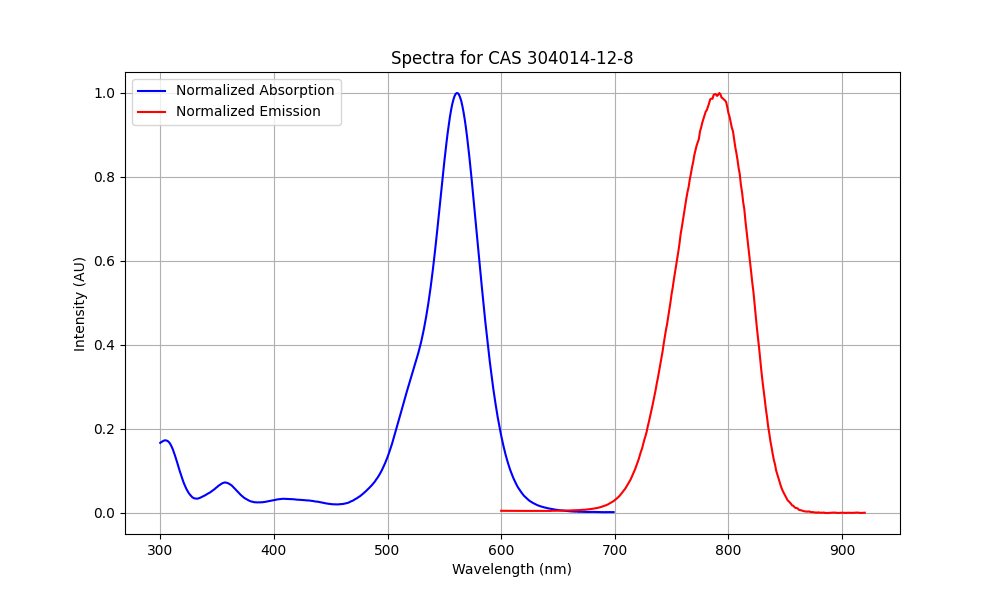 Spectra for CAS 304014-12-8
Normalized Absorption
Normalized Emission
1.0
0.8
0.6
0.4
0.2
0.0
Intensity (AU)
300 400 500 600 700 800 900
Wavelength (nm)